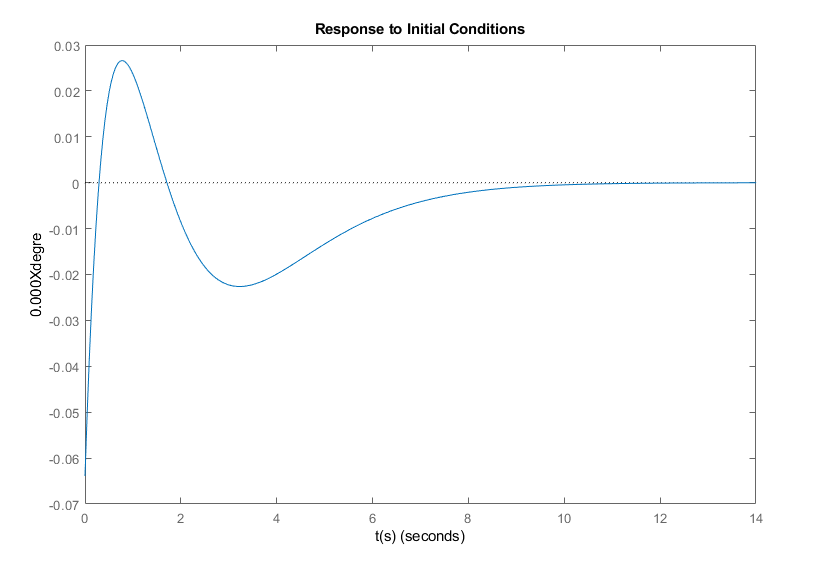 Response to Initial Conditions
0.03
0.02
0.01
0
-0.01
-0.02
-0.03
-0.04
-0.05
-0.06
-0.07
0.000Xdegre
0 2 4 6 8 10 12 14
t(s) (seconds)